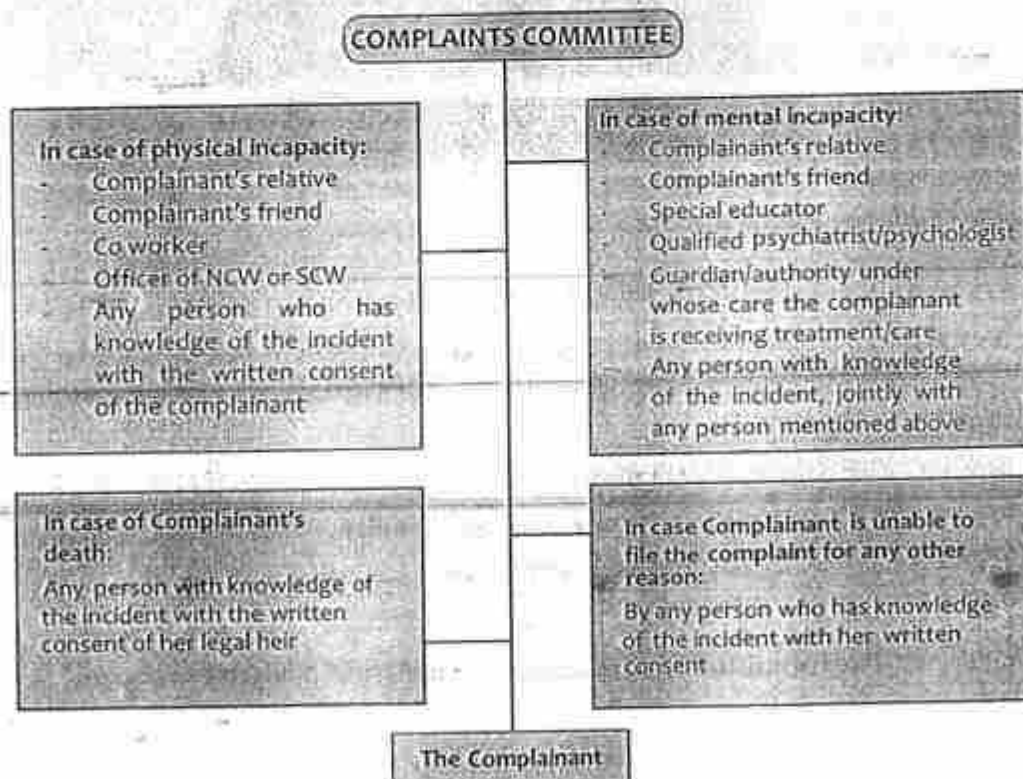 COMPLAINTS COMMITTEE
In case of physical incapacity:
- Complainant's relative
- Complainant's friend
- Co worker
- Officer of NCW or SCW
- Any person who has
knowledge of the incident
with the written consent
of the complainant
In case of mental incapacity:
- Complainant's relative
- Complainant's friend
- Special educator
- Qualified psychiatrist/psychologist
- Guardian/authority under
whose care the complainant
is receiving treatment/care
- Any person with knowledge
of the incident, jointly with
any person mentioned above
In case of Complainant's
death:
Any person with knowledge of
the incident with the written
consent of her legal heir
In case Complainant is unable to
file the complaint for any other
reason:
By any person who has knowledge
of the incident with her written
consent
The Complainant